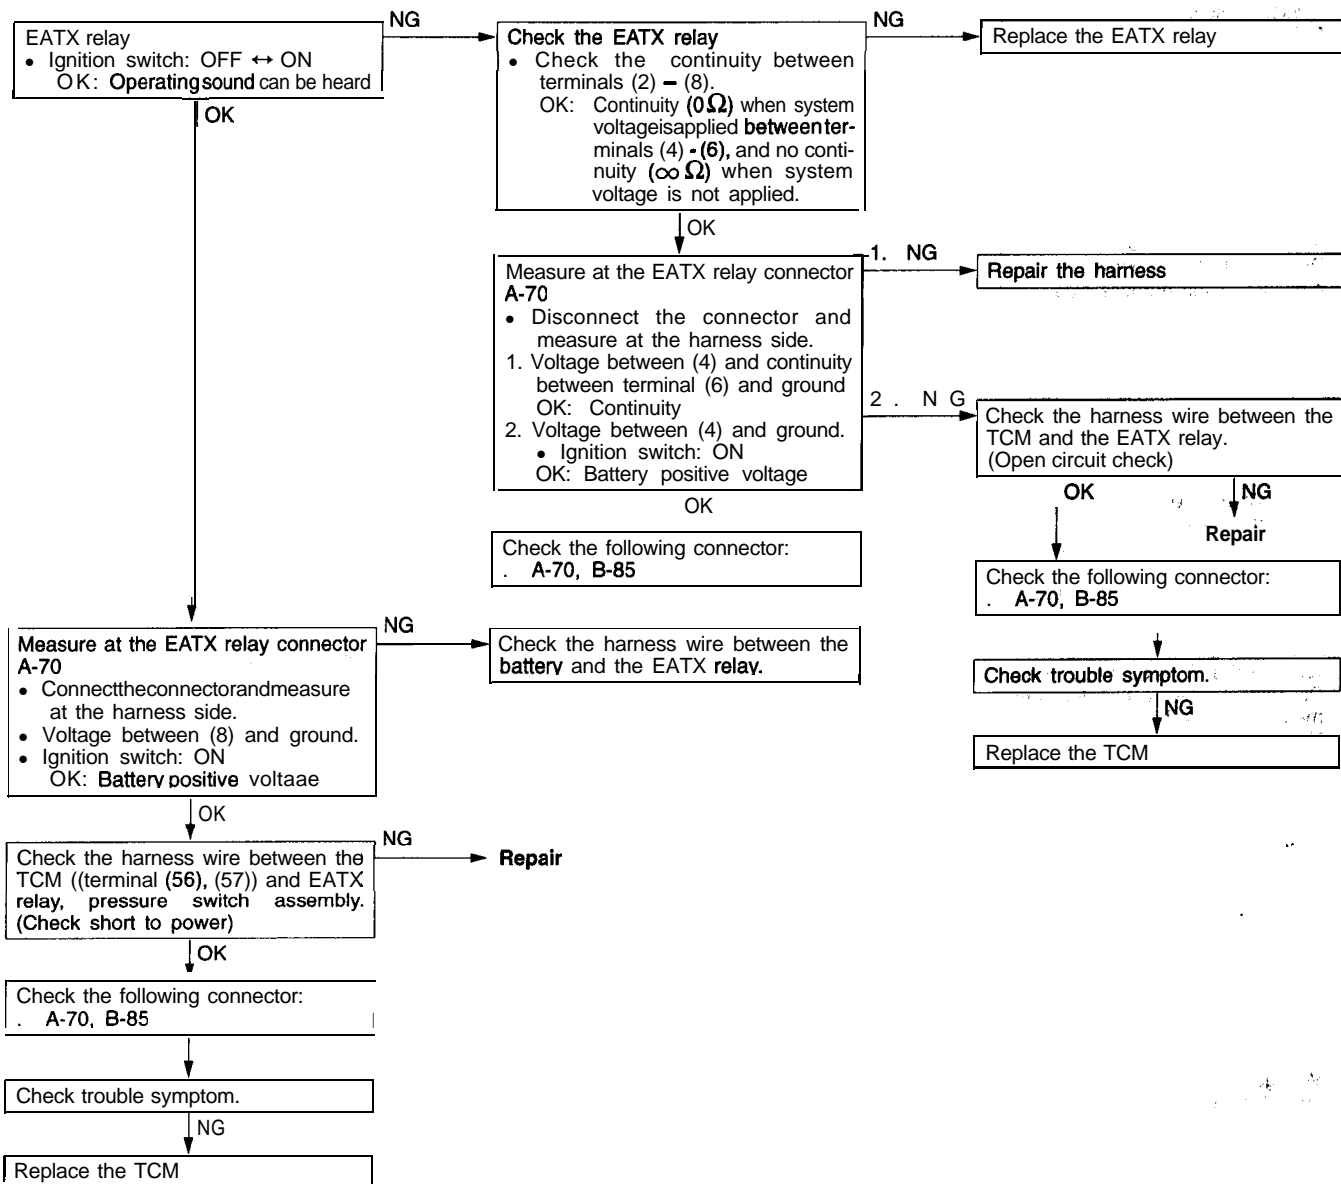 EATX relay
• Ignition switch: OFF ↔ ON
OK: Operating sound can be heard
NG
OK
Check the EATX relay
• Check the continuity between
terminals (2) – (8).
OK: Continuity (0Ω) when system
voltageisapplied between ter-
minals (4) - (6), and no conti-
nuity (∞ Ω) when system
voltage is not applied.
NG
Replace the EATX relay
OK
Measure at the EATX relay connector
A-70
• Disconnect the connector and
measure at the harness side.
1. Voltage between (4) and continuity
between terminal (6) and ground
OK: Continuity
2. Voltage between (4) and ground.
• Ignition switch: ON
OK: Battery positive voltage
1. NG
Repair the harness
2. NG
Check the harness wire between the
TCM and the EATX relay.
(Open circuit check)
OK
NG
Repair
Check the following connector:
. A-70, B-85
Check trouble symptom.
NG
Replace the TCM
OK
Check the following connector:
. A-70, B-85
Measure at the EATX relay connector
A-70
• Connecttheconnectorandmeasure
at the harness side.
• Voltage between (8) and ground.
• Ignition switch: ON
OK: Battery positive voltaae
NG
Check the harness wire between the
battery and the EATX relay.
OK
Check the harness wire between the
TCM ((terminal (56), (57)) and EATX
relay, pressure switch assembly.
(Check short to power)
NG
Repair
OK
Check the following connector:
. A-70, B-85
Check trouble symptom.
NG
Replace the TCM